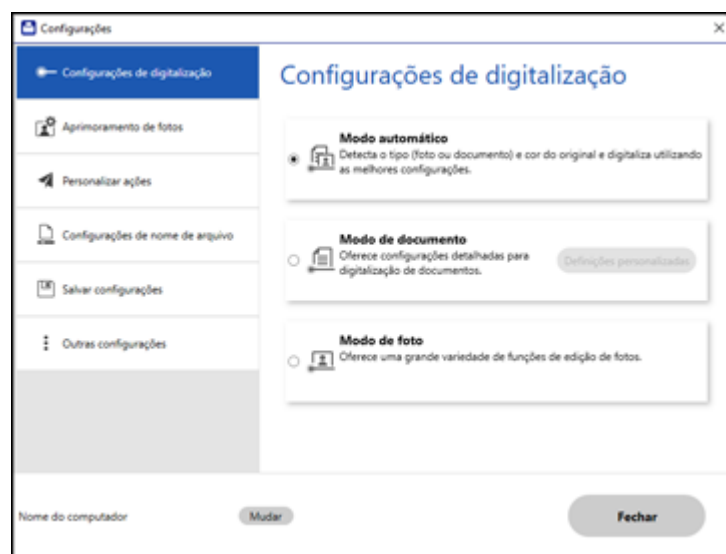 Configurações
Configurações de digitalização
Aprimoramento de fotos
Personalizar ações
Configurações de nome de arquivo
Salvar configurações
Outras configurações
Configurações de digitalização
Modo automático
Detecta o tipo (foto ou documento) e cor do original e digitaliza utilizando
as melhores configurações.
Modo de documento
Oferece configurações detalhadas para
digitalização de documentos.
Definições personalizadas
Modo de foto
Oferece uma grande variedade de funções de edição de fotos.
Nome do computador
Mudar
Fechar